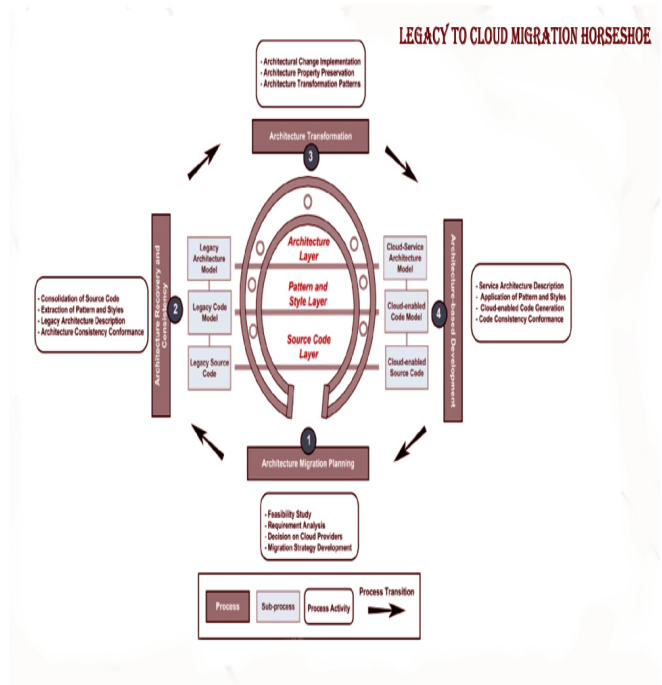 LEGACY TO CLOUD MIGRATION HORSESHOE
- Architectural Change Implementation
- Architecture Property Preservation
- Architecture Transformation Patterns
Architecture Transformation
3
Architecture Recovery and
Consistency
2
- Consolidation of Source Code
- Extraction of Pattern and Styles
- Legacy Architecture Description
- Architecture Consistency Conformance
Legacy
Architecture
Model
Legacy Code
Model
Legacy Source
Code
Architecture
Layer
Pattern and
Style Layer
Source Code
Layer
Cloud-Service
Architecture
Model
Cloud-enabled
Code Model
Cloud-enabled
Source Code
Architecture-based Development
4
- Service Architecture Description
- Application of Pattern and Styles
- Cloud-enabled Code Generation
- Code Consistency Conformance
1
Architecture Migration Planning
- Feasibility Study
- Requirement Analysis
- Decision on Cloud Providers
- Migration Strategy Development
Process
Sub-process
Process Activity
Process Transition